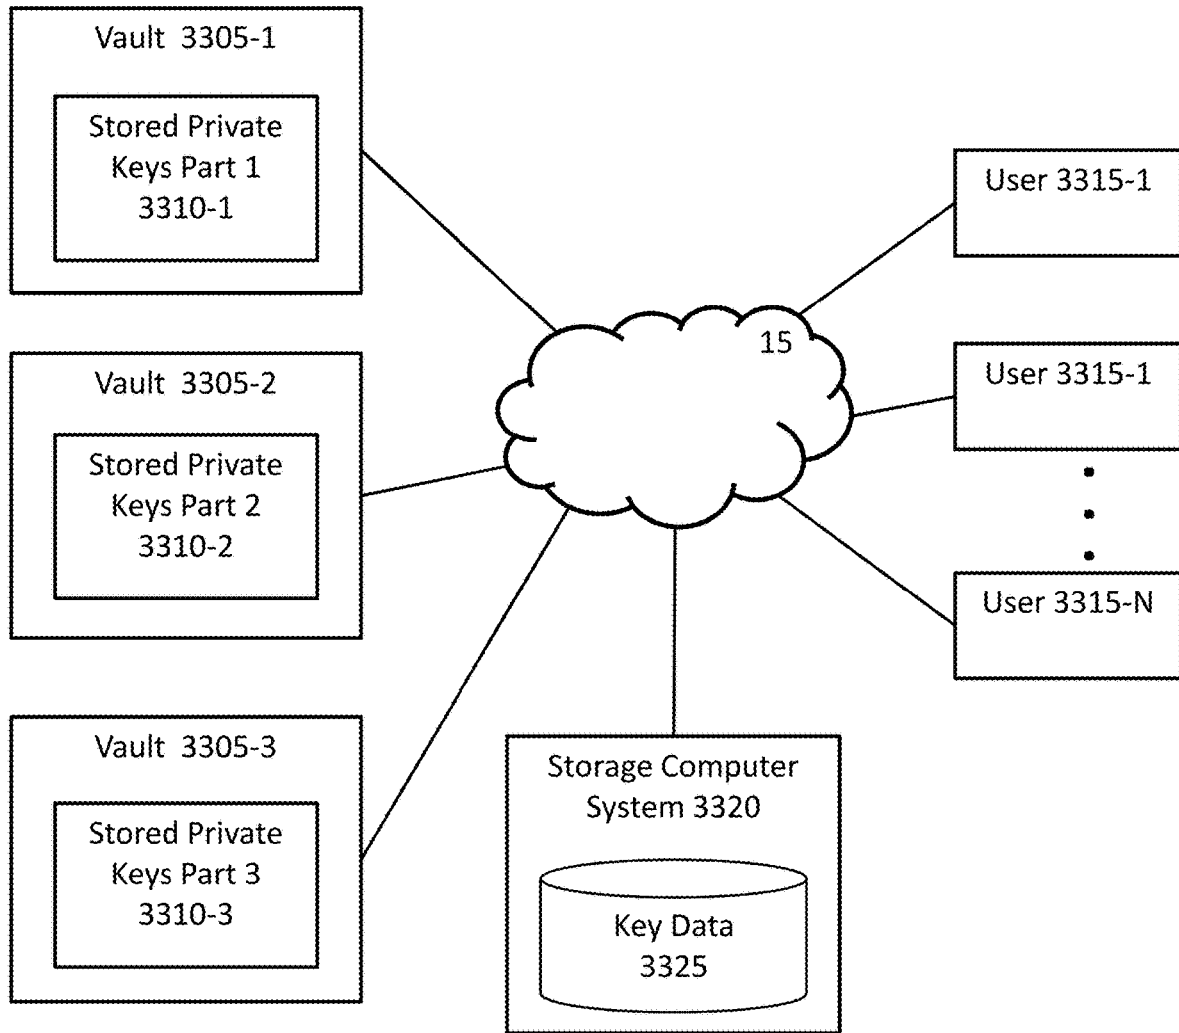 Vault 3305-1
Stored Private
Keys Part 1
3310-1
Vault 3305-2
Stored Private
Keys Part 2
3310-2
Vault 3305-3
Stored Private
Keys Part 3
3310-3
15
Storage Computer
System 3320
Key Data
3325
User 3315-1
User 3315-1
User 3315-N